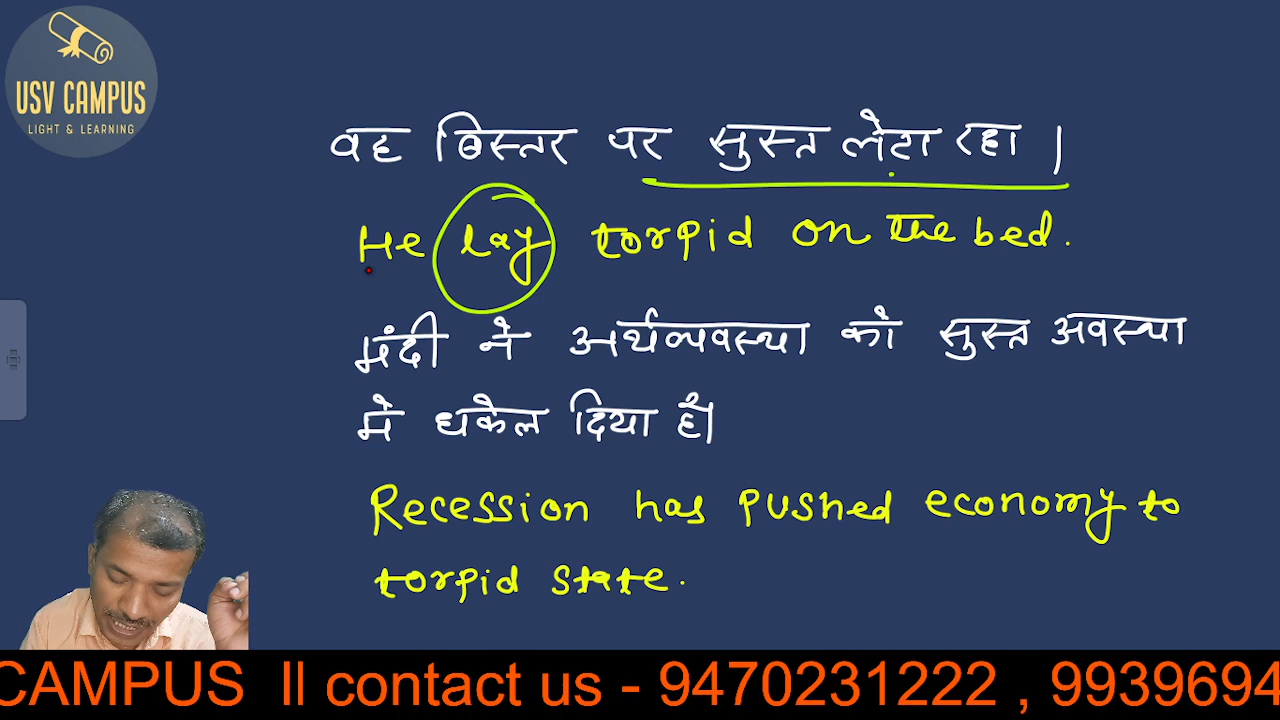 USV CAMPUS
LIGHT & LEARNING
वह बिस्तर पर सुस्त लेटा रहा।
He lay torpid on the bed.
मंदी ने अर्थव्यवस्था को सुस्त अवस्था
मे धकेल दिया है।
Recession has pushed economy to
torpid state.
CAMPUS II contact us - 9470231222 , 9939694